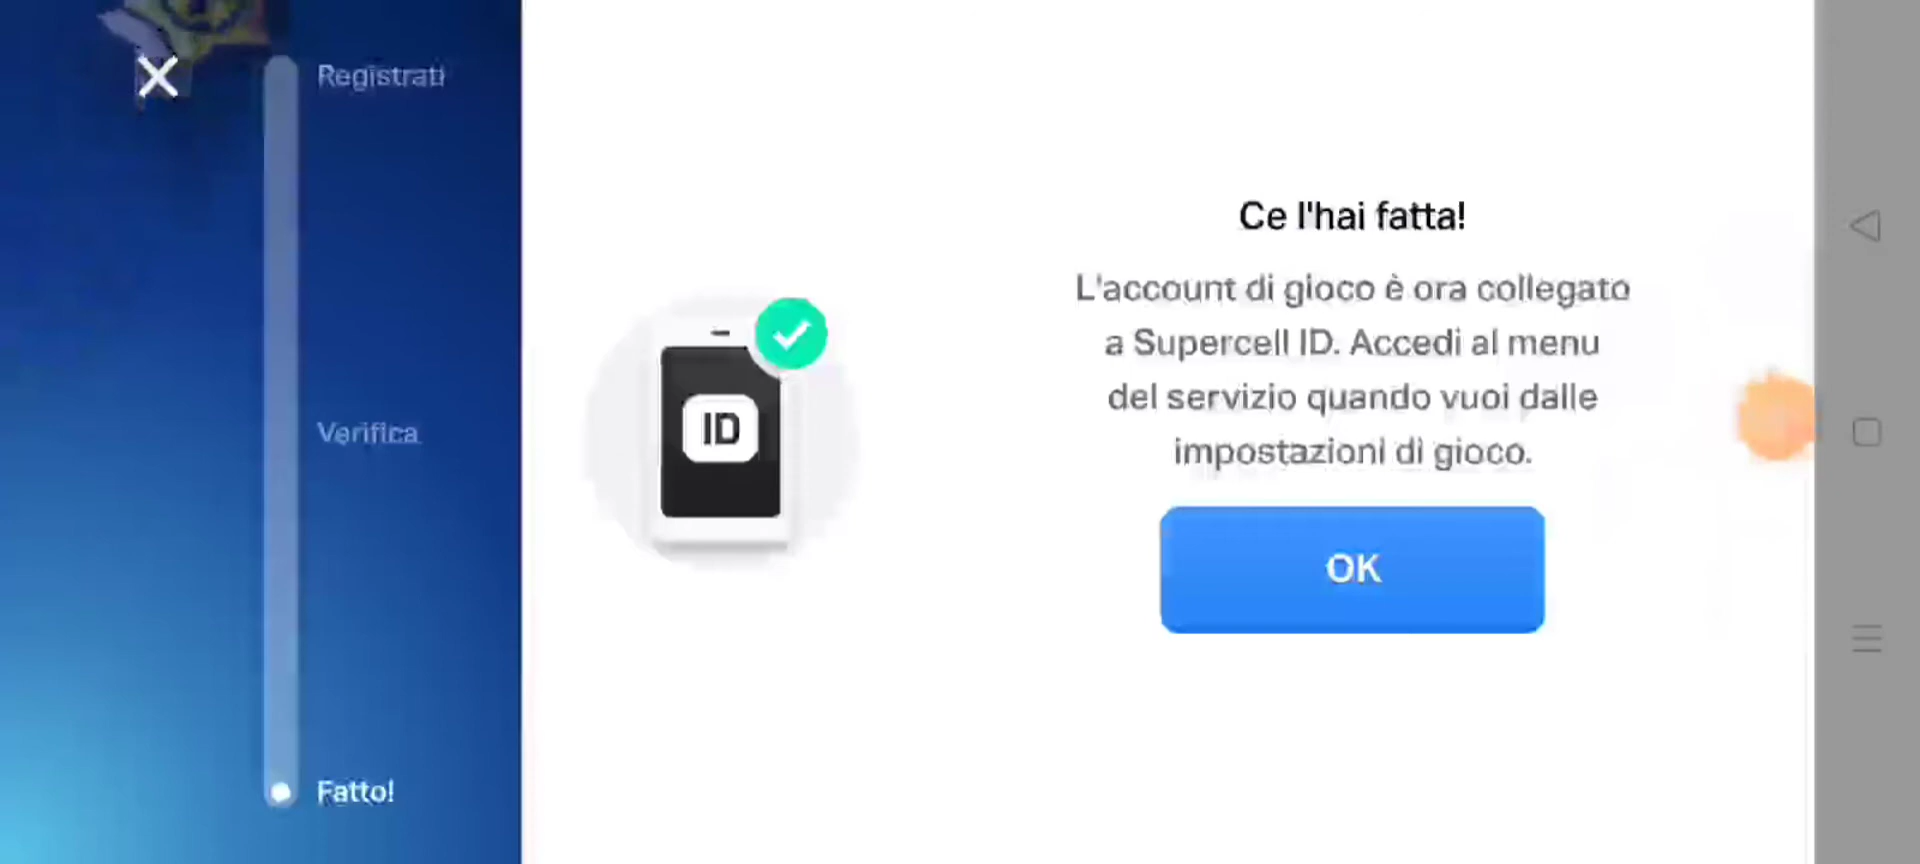 Registrati
Verifica
Fatto!
ID
Ce l'hai fatta!
L'account di gioco è ora collegato
a Supercell ID. Accedi al menu
del servizio quando vuoi dalle
impostazioni di gioco.
OK